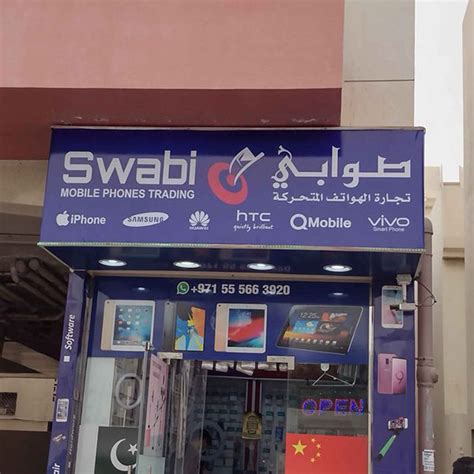 Swabi
صوابي
MOBILE PHONES TRADING
تجارة الهواتف المتحركة
iPhone
SAMSUNG
HUAWEI
hTC
quietly brilliant
QMobile
vivo
Smart Phone
+971 55 566 3920
Software
OPEN